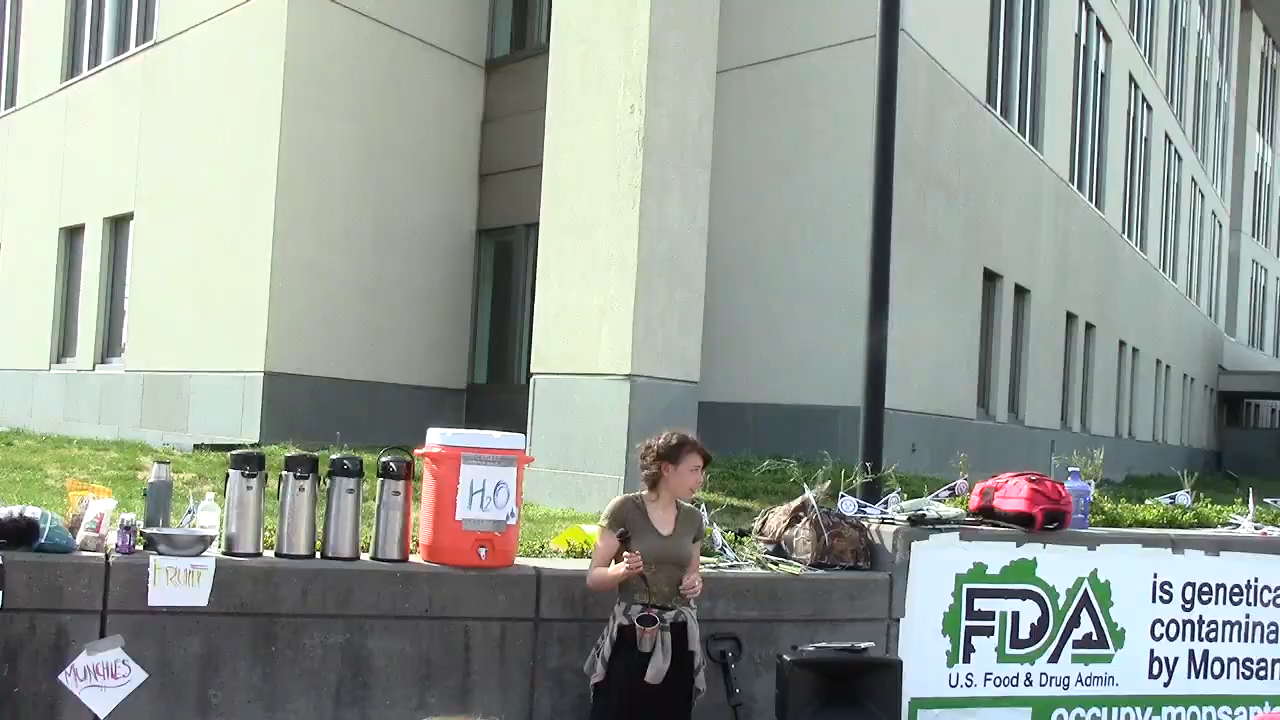 H2O
FRUIT
MUNCHIES
FDA
U.S. Food & Drug Admin.
is genetica
contamina
by Monsan
occupy-monsanto